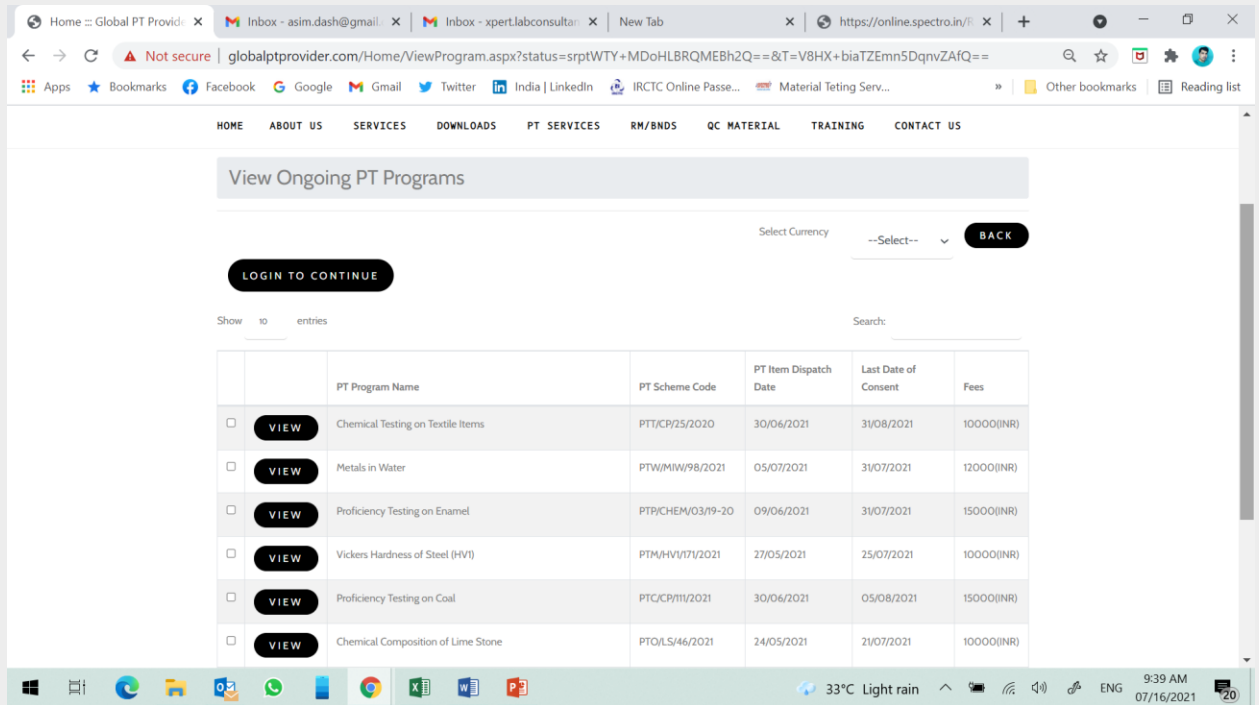 Home ::: Global PT Provide
Inbox - asim.dash@gmail.
Inbox - xpert.labconsultan
New Tab
https://online.spectro.in/R
Not secure | globalptprovider.com/Home/ViewProgram.aspx?status=srptWTY+MDoHLBRQMEBh2Q==&T=V8HX+biaTZEmn5DqnvZAfQ==
Apps Bookmarks Facebook Google Gmail Twitter India | LinkedIn IRCTC Online Passe... Material Teting Serv... » Other bookmarks Reading list
HOME ABOUT US SERVICES DOWNLOADS PT SERVICES RM/BNDS QC MATERIAL TRAINING CONTACT US
View Ongoing PT Programs
Select Currency --Select-- BACK
LOGIN TO CONTINUE
Show 10 entries Search:
PT Program Name PT Scheme Code PT Item Dispatch Date Last Date of Consent Fees
VIEW Chemical Testing on Textile Items PTT/CP/25/2020 30/06/2021 31/08/2021 10000(INR)
VIEW Metals in Water PTW/MIW/98/2021 05/07/2021 31/07/2021 12000(INR)
VIEW Proficiency Testing on Enamel PTP/CHEM/03/19-20 09/06/2021 31/07/2021 15000(INR)
VIEW Vickers Hardness of Steel (HV1) PTM/HV1/171/2021 27/05/2021 25/07/2021 10000(INR)
VIEW Proficiency Testing on Coal PTC/CP/111/2021 30/06/2021 05/08/2021 15000(INR)
VIEW Chemical Composition of Lime Stone PTO/LS/46/2021 24/05/2021 21/07/2021 10000(INR)
33°C Light rain ENG 9:39 AM
07/16/2021 20